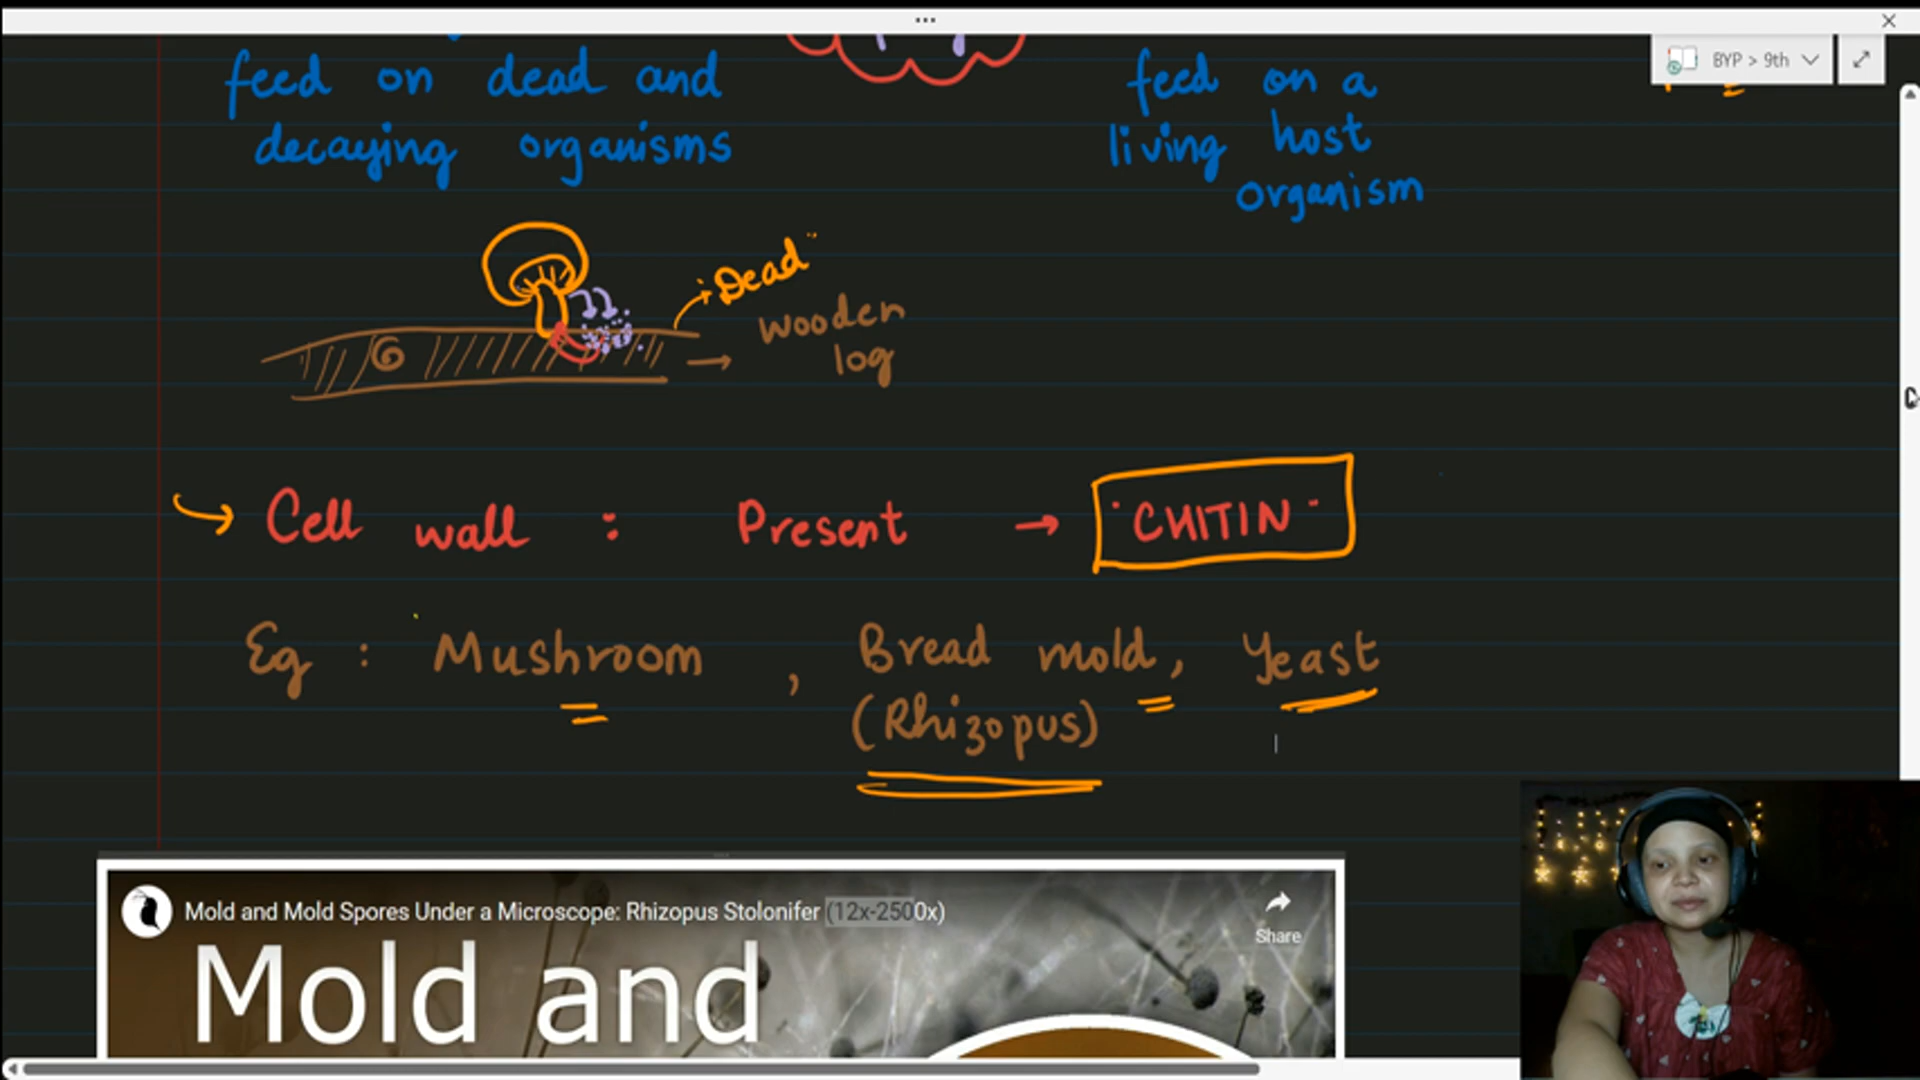 BYP > 9th
feed on dead and
decaying organisms
feed on a
living host
organism
"Dead"
wooden
log
Cell wall : Present → "CHITIN"
Eg : Mushroom , Bread mold, Yeast
(Rhizopus)
Mold and Mold Spores Under a Microscope: Rhizopus Stolonifer (12x-2500x)
Share
Mold and